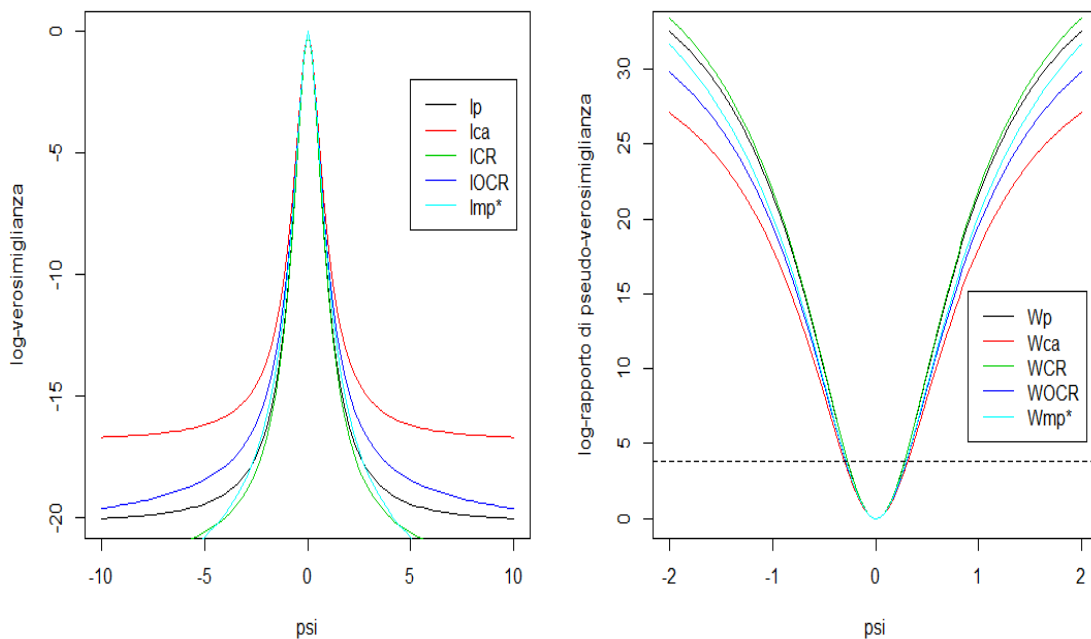 log-verosimiglianza
0
-5
-10
-15
-20
lp
lca
lCR
lOCR
lmp*
-10
-5
0
5
10
psi
log-rapporto di pseudo-verosimiglianza
30
25
20
15
10
5
0
Wp
Wca
WCR
WOCR
Wmp*
-2
-1
0
1
2
psi